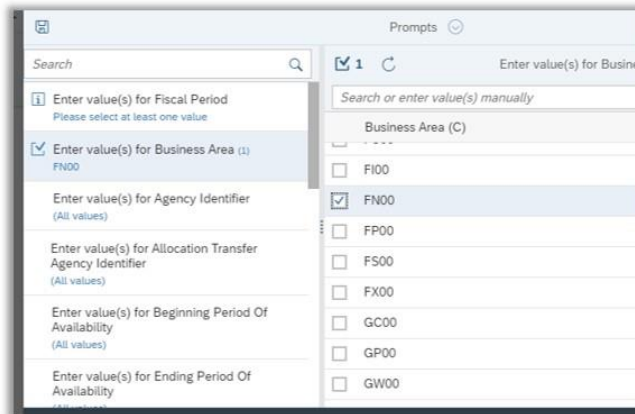 Prompts
Search
Enter value(s) for Fiscal Period
Please select at least one value
Enter value(s) for Business Area (1)
FN00
Enter value(s) for Agency Identifier
(All values)
Enter value(s) for Allocation Transfer
Agency Identifier
(All values)
Enter value(s) for Beginning Period Of
Availability
(All values)
Enter value(s) for Ending Period Of
Availability
1
Enter value(s) for Busine
Search or enter value(s) manually
Business Area (C)
FI00
FN00
FP00
FS00
FX00
GC00
GP00
GW00